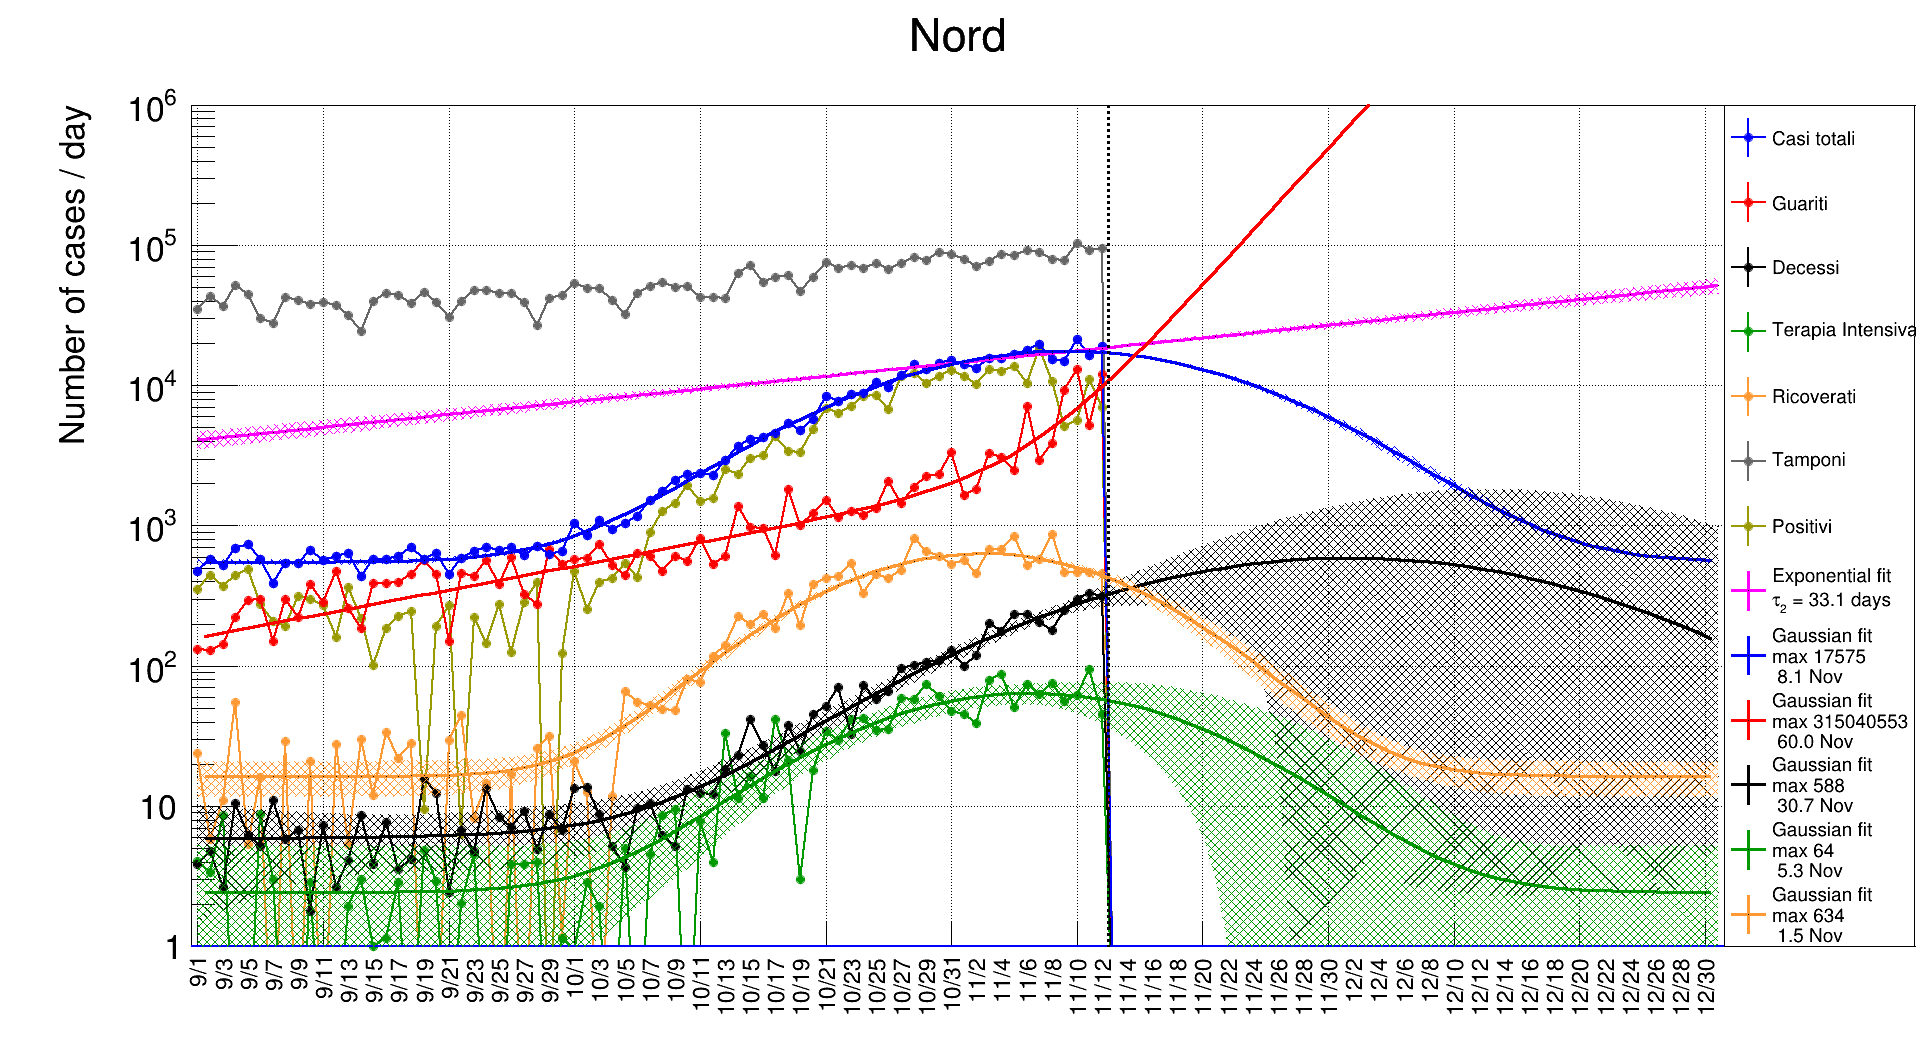 Nord
Number of cases / day
10^6
10^5
10^4
10^3
10^2
10
1
9/1
9/3
9/5
9/7
9/9
9/11
9/13
9/15
9/17
9/19
9/21
9/23
9/25
9/27
9/29
10/1
10/3
10/5
10/7
10/9
10/11
10/13
10/15
10/17
10/19
10/21
10/23
10/25
10/27
10/29
10/31
11/2
11/4
11/6
11/8
11/10
11/12
11/14
11/16
11/18
11/20
11/22
11/24
11/26
11/28
11/30
12/2
12/4
12/6
12/8
12/10
12/12
12/14
12/16
12/18
12/20
12/22
12/24
12/26
12/28
12/30
Casi totali
Guariti
Decessi
Terapia Intensiva
Ricoverati
Tamponi
Positivi
Exponential fit
τ₂ = 33.1 days
Gaussian fit
max 17575
8.1 Nov
Gaussian fit
max 315040553
60.0 Nov
Gaussian fit
max 588
30.7 Nov
Gaussian fit
max 64
5.3 Nov
Gaussian fit
max 634
1.5 Nov